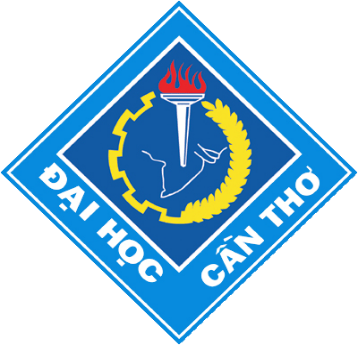 ĐẠI HỌC
CẦN THƠ